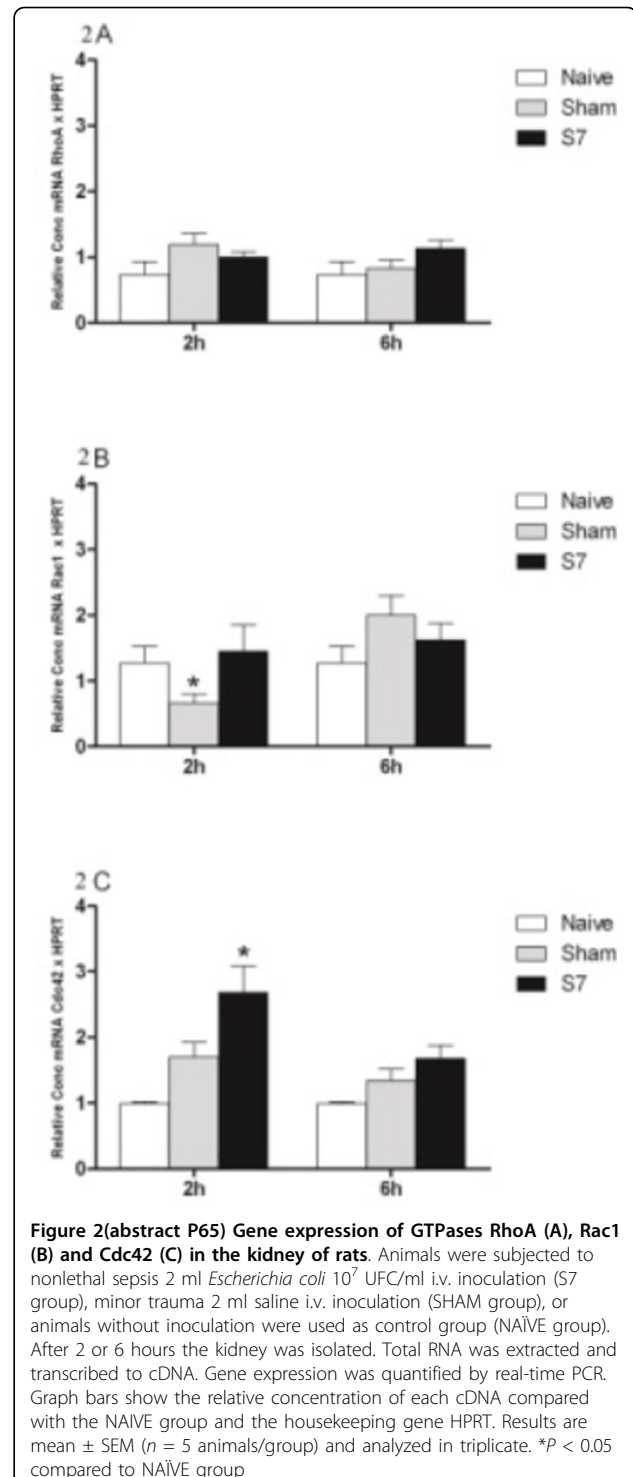 2 A
Relative Conc mRNA RhoA x HPRT
4
3
2
1
0
2h
6h
Naive
Sham
S7
2 B
Relative Conc mRNA Rac1 x HPRT
4
3
2
1
0
*
2h
6h
Naive
Sham
S7
2 C
Relative Conc mRNA Cdc42 x HPRT
4
3
2
1
0
*
2h
6h
Naive
Sham
S7
Figure 2(abstract P65) Gene expression of GTPases RhoA (A), Rac1
(B) and Cdc42 (C) in the kidney of rats. Animals were subjected to
nonlethal sepsis 2 ml Escherichia coli 10⁷ UFC/ml i.v. inoculation (S7
group), minor trauma 2 ml saline i.v. inoculation (SHAM group), or
animals without inoculation were used as control group (NAÏVE group).
After 2 or 6 hours the kidney was isolated. Total RNA was extracted and
transcribed to cDNA. Gene expression was quantified by real-time PCR.
Graph bars show the relative concentration of each cDNA compared
with the NAIVE group and the housekeeping gene HPRT. Results are
mean ± SEM (n = 5 animals/group) and analyzed in triplicate. *P < 0.05
compared to NAÏVE group